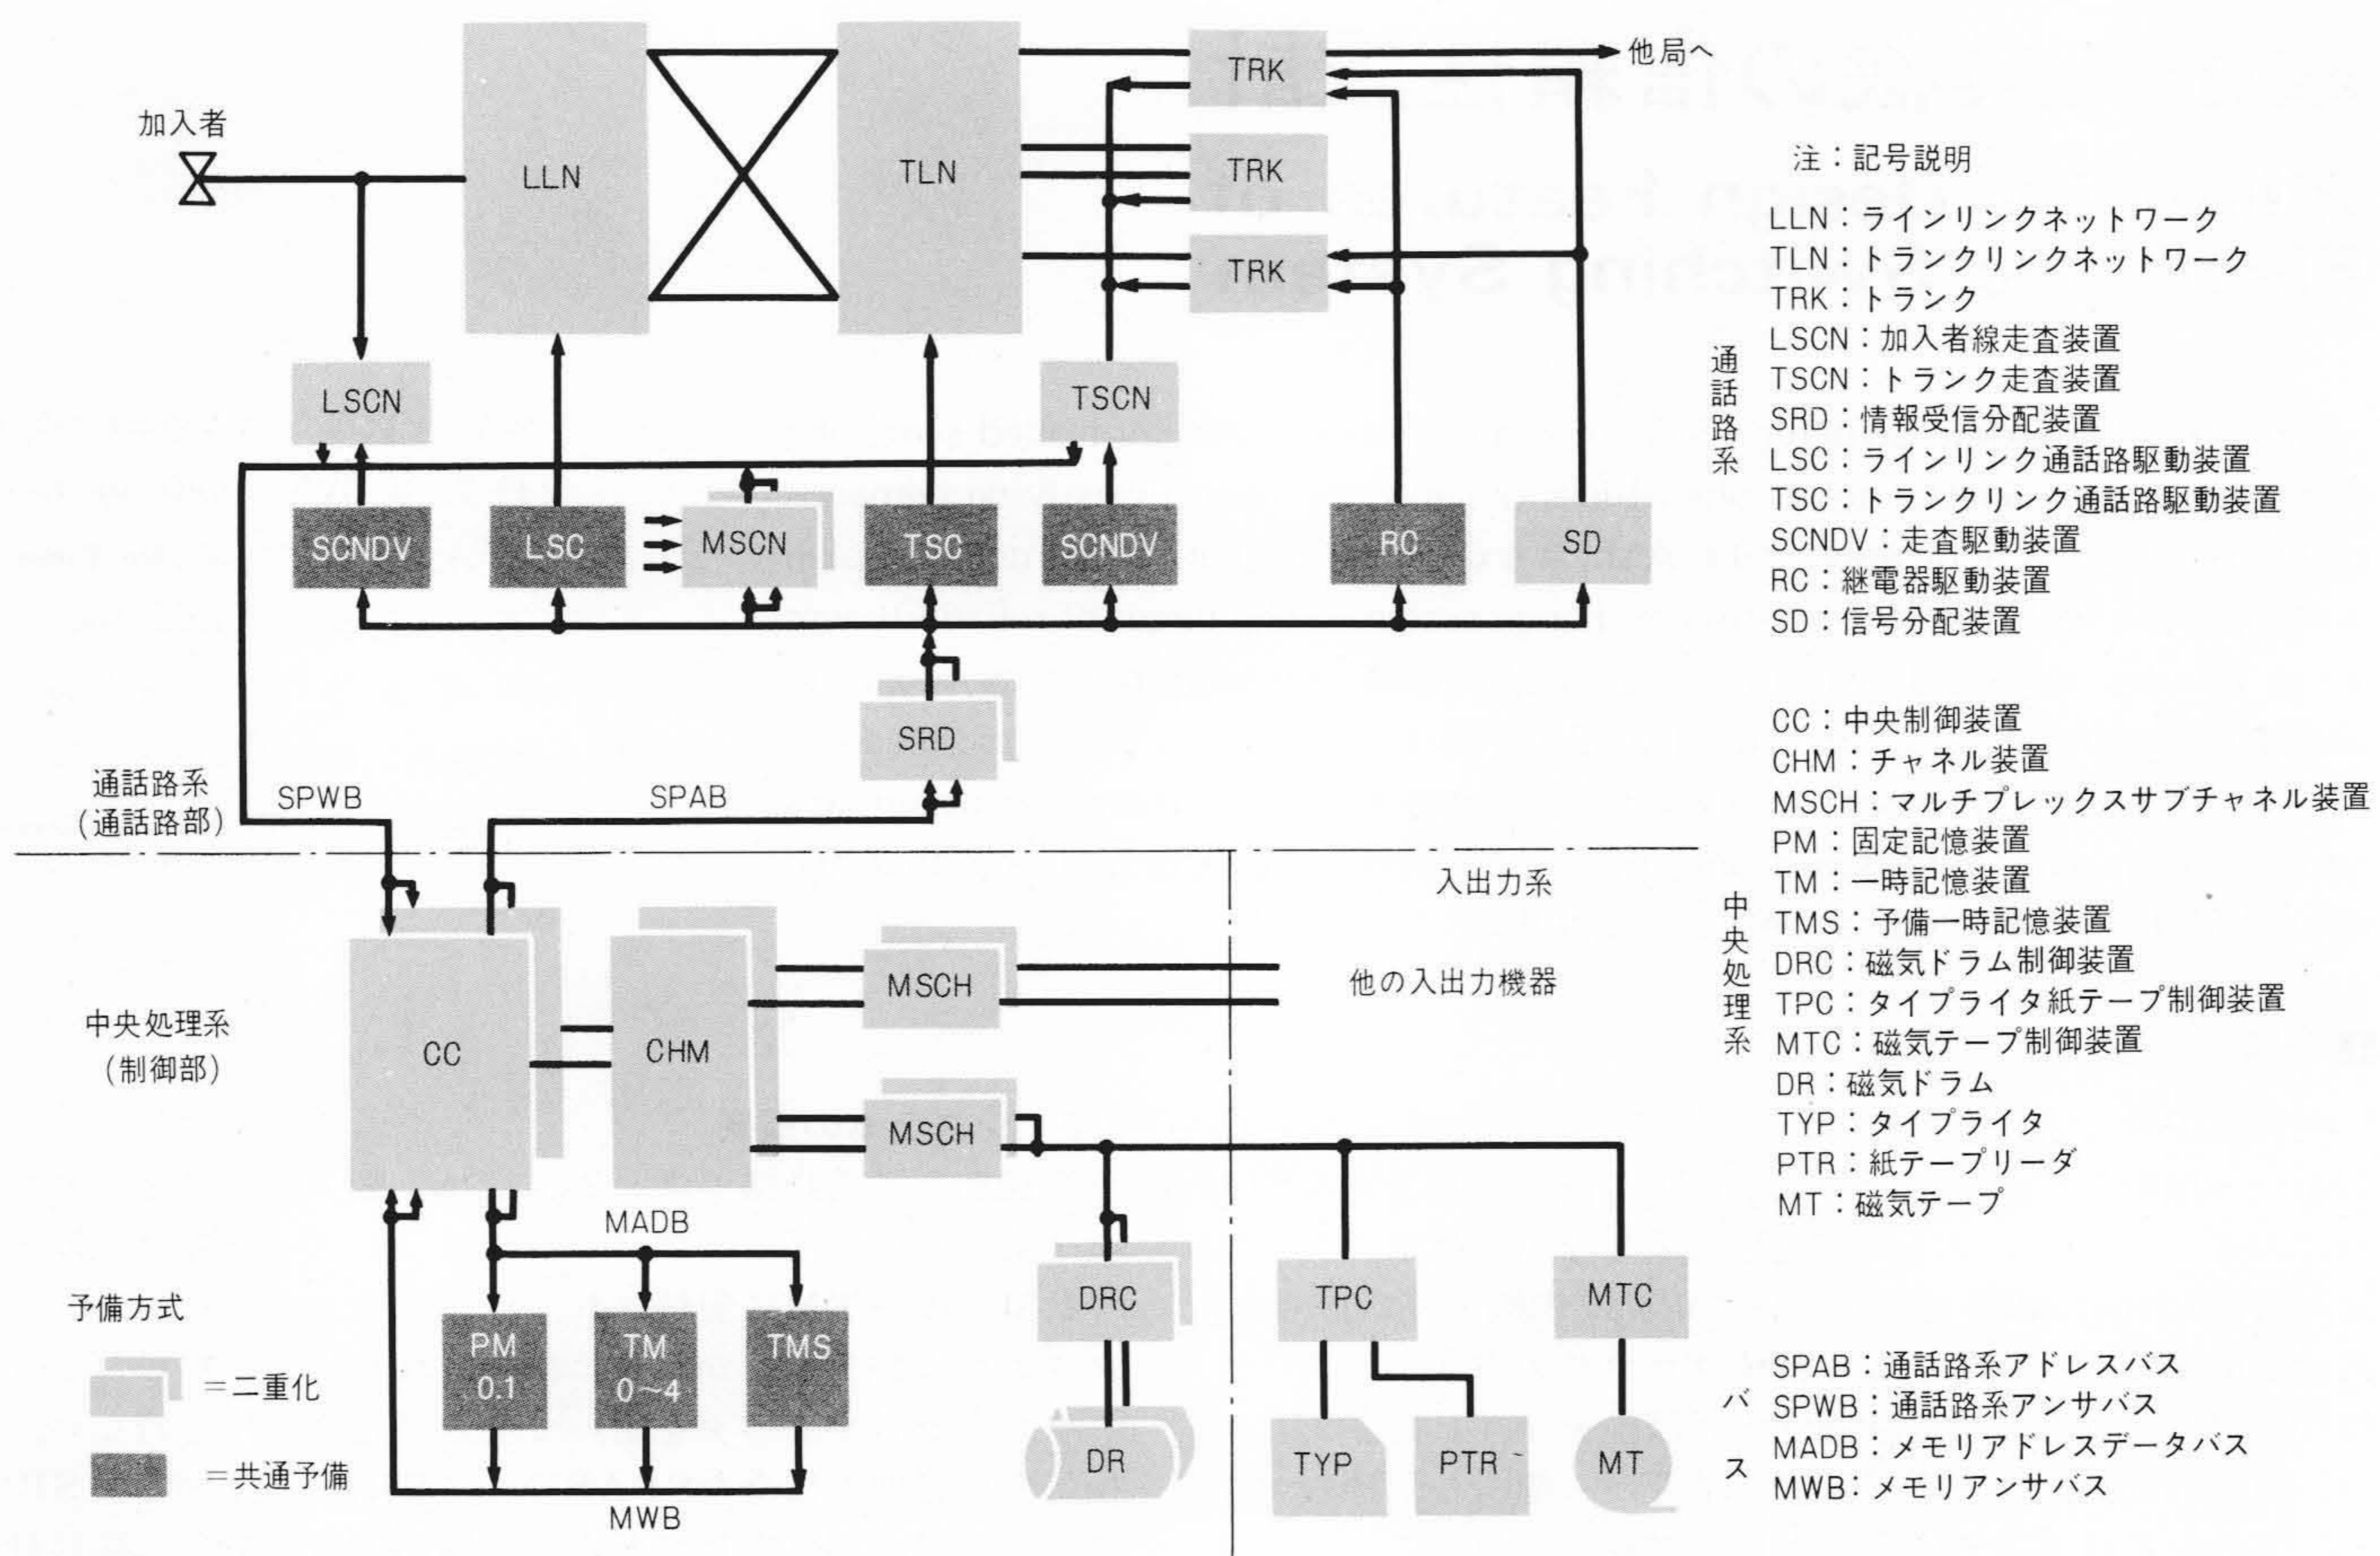 他局へ
加入者
LLN
TLN
TRK
TRK
TRK
LSCN
TSCN
SCNDV
LSC
MSCN
TSC
SCNDV
RC
SD
SRD
通話路系
(通話路部)
SPWB
SPAB
入出力系
中央処理系
(制御部)
CC
CHM
MSCH
他の入出力機器
MSCH
MADB
PM
0.1
TM
0~4
TMS
MWB
DRC
TPC
MTC
DR
TYP
PTR
MT
予備方式
=二重化
=共通予備
注:記号説明
通話路系
LLN:ラインリンクネットワーク
TLN:トランクリンクネットワーク
TRK:トランク
LSCN:加入者線走査装置
TSCN:トランク走査装置
SRD:情報受信分配装置
LSC:ラインリンク通話路駆動装置
TSC:トランクリンク通話路駆動装置
SCNDV:走査駆動装置
RC:継電器駆動装置
SD:信号分配装置
中央処理系
CC:中央制御装置
CHM:チャネル装置
MSCH:マルチプレックスサブチャネル装置
PM:固定記憶装置
TM:一時記憶装置
TMS:予備一時記憶装置
DRC:磁気ドラム制御装置
TPC:タイプライタ紙テープ制御装置
MTC:磁気テープ制御装置
DR:磁気ドラム
TYP:タイプライタ
PTR:紙テープリーダ
MT:磁気テープ
バス
SPAB:通話路系アドレスバス
SPWB:通話路系アンサバス
MADB:メモリアドレスデータバス
MWB:メモリアンサバス